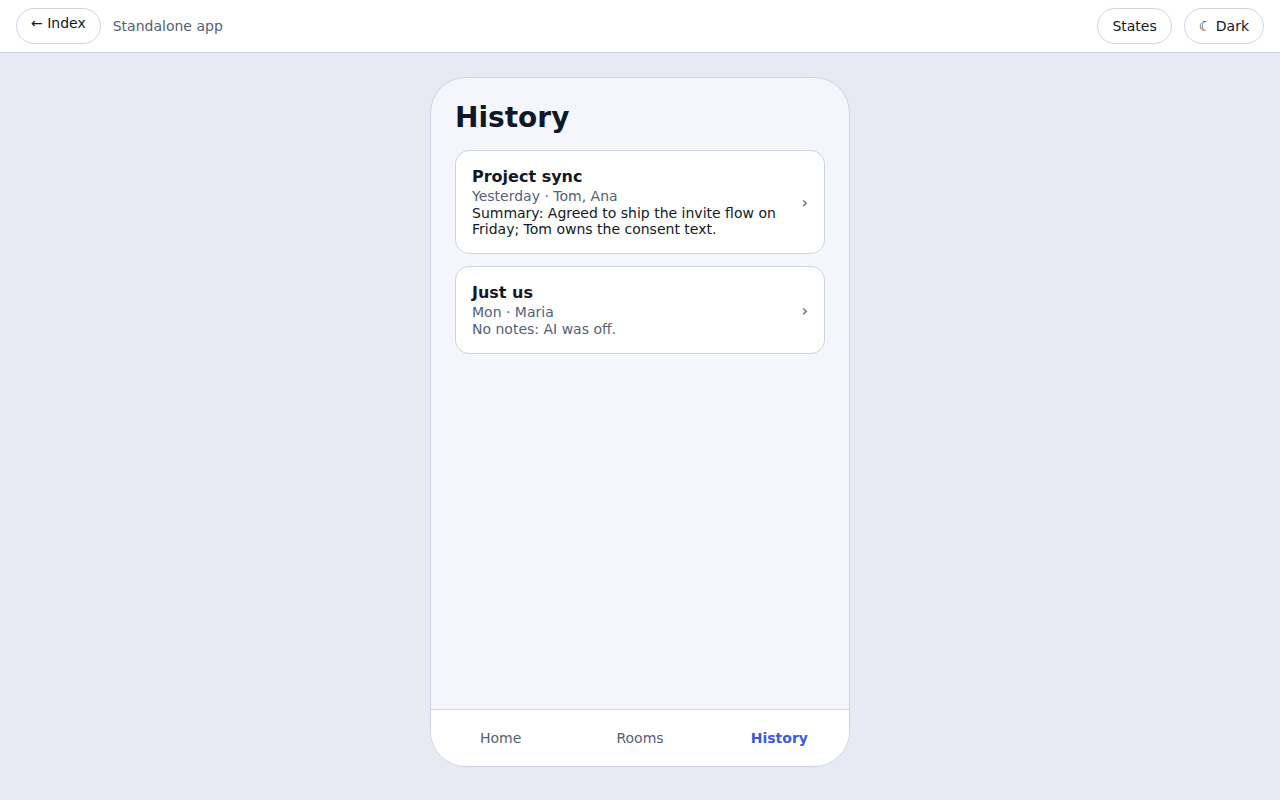 ← Index
Standalone app
States
☾ Dark
History
Project sync
Yesterday · Tom, Ana
Summary: Agreed to ship the invite flow on
Friday; Tom owns the consent text.
›
Just us
Mon · Maria
No notes: AI was off.
›
Home
Rooms
History